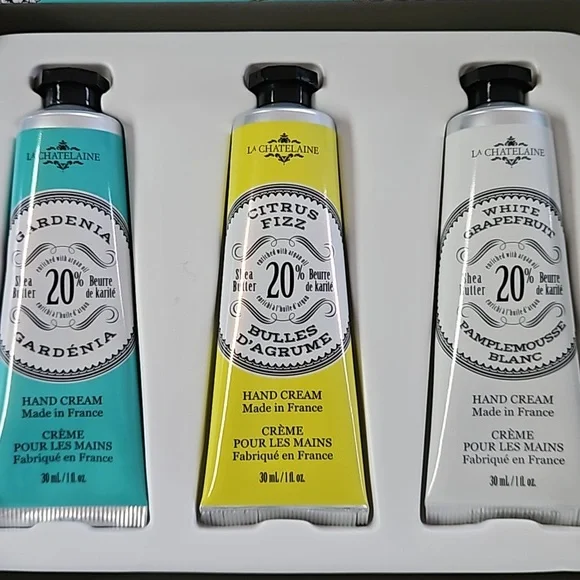 LA CHATELAINE
GARDENIA
enriched with argan oil
Shea Butter
20%
Beurre de karité
enrichi à l'huile d'argan
GARDÉNIA
HAND CREAM
Made in France
CRÈME
POUR LES MAINS
Fabriqué en France
30 mL / 1 fl. oz.
LA CHATELAINE
CITRUS
FIZZ
enriched with argan oil
Shea Butter
20%
Beurre de karité
enrichi à l'huile d'argan
BULLES
D'AGRUME
HAND CREAM
Made in France
CRÈME
POUR LES MAINS
Fabriqué en France
30 mL / 1 fl. oz.
LA CHATELAINE
WHITE
GRAPEFRUIT
enriched with argan oil
Shea Butter
20%
Beurre de karité
enrichi à l'huile d'argan
PAMPLEMOUSSE
BLANC
HAND CREAM
Made in France
CRÈME
POUR LES MAINS
Fabriqué en France
30 mL / 1 fl. oz.